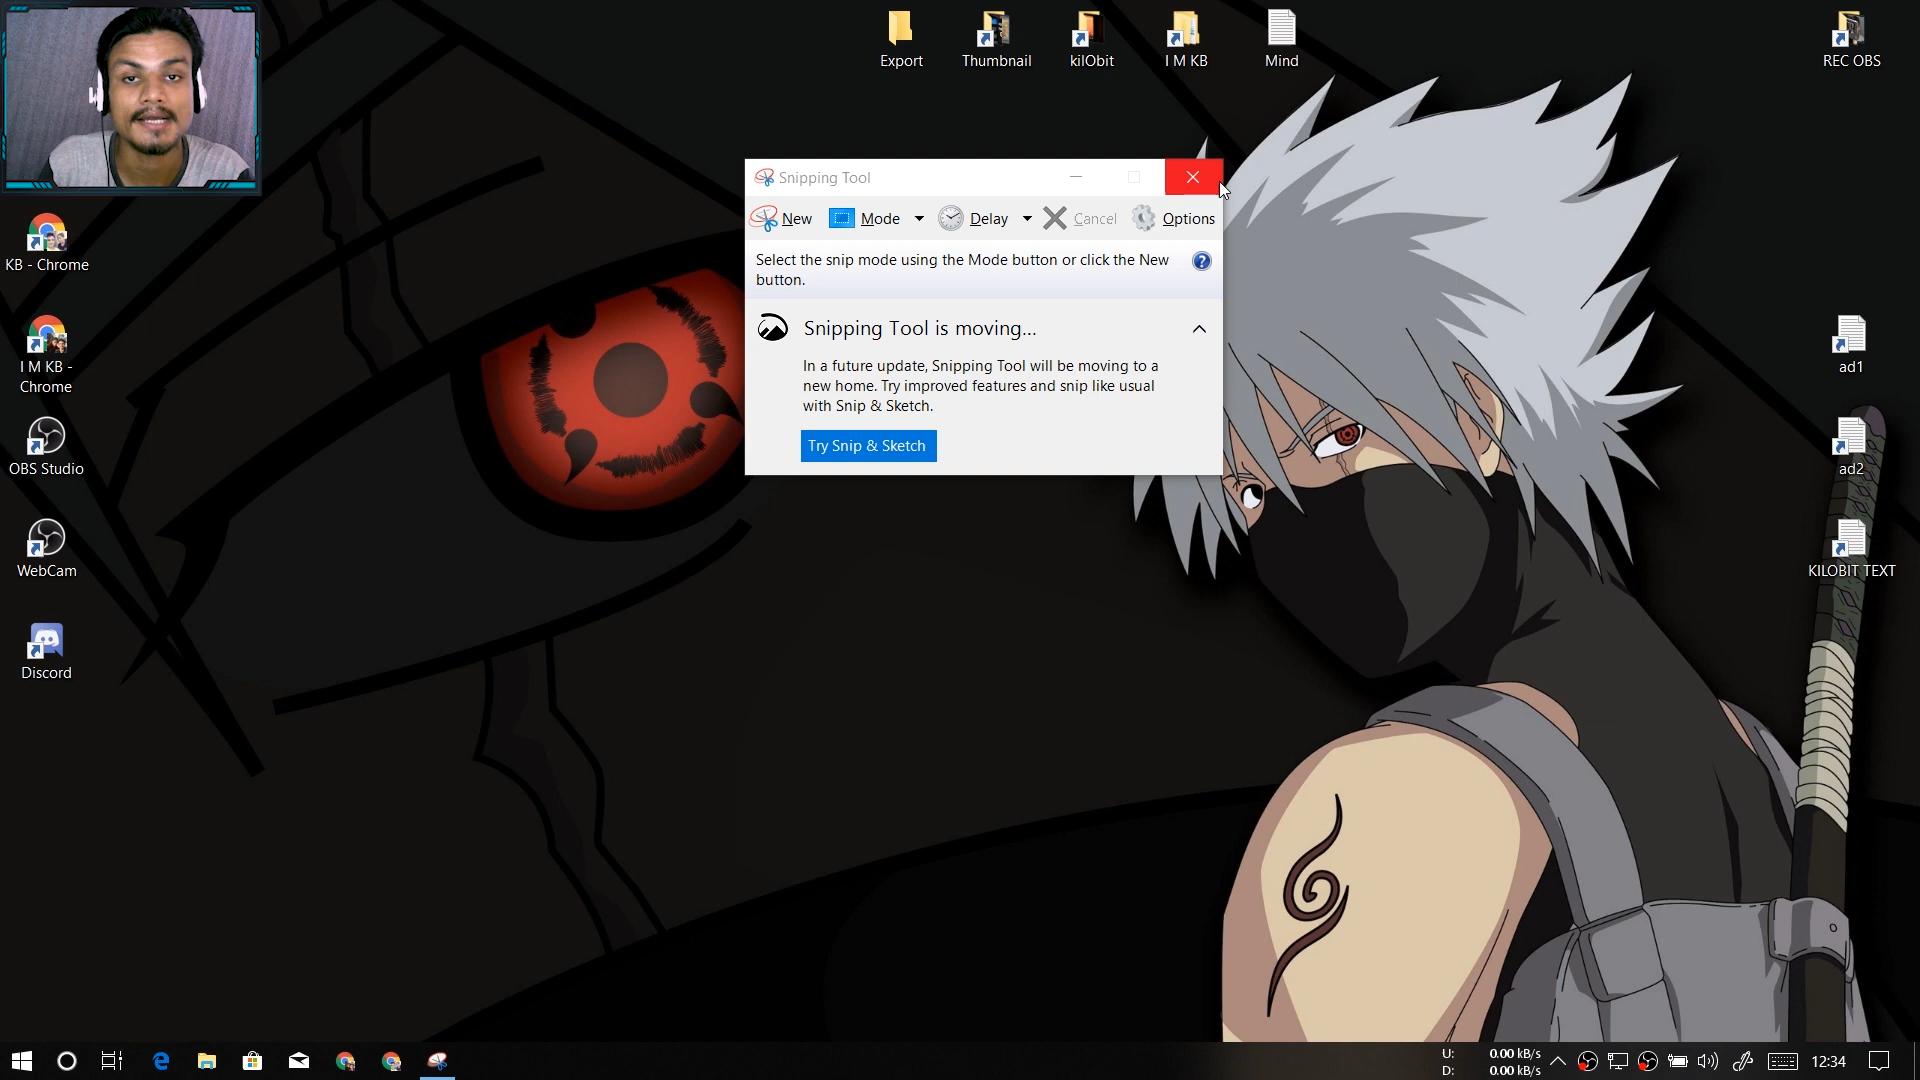 Export
Thumbnail
kilObit
I M KB
Mind
REC OBS
Snipping Tool
New
Mode
Delay
Cancel
Options
Select the snip mode using the Mode button or click the New
button.
?
Snipping Tool is moving...
In a future update, Snipping Tool will be moving to a
new home. Try improved features and snip like usual
with Snip & Sketch.
Try Snip & Sketch
KB - Chrome
I M KB -
Chrome
OBS Studio
WebCam
Discord
ad1
ad2
KILOBIT TEXT
U: 0.00 kB/s
D: 0.00 kB/s
12:34